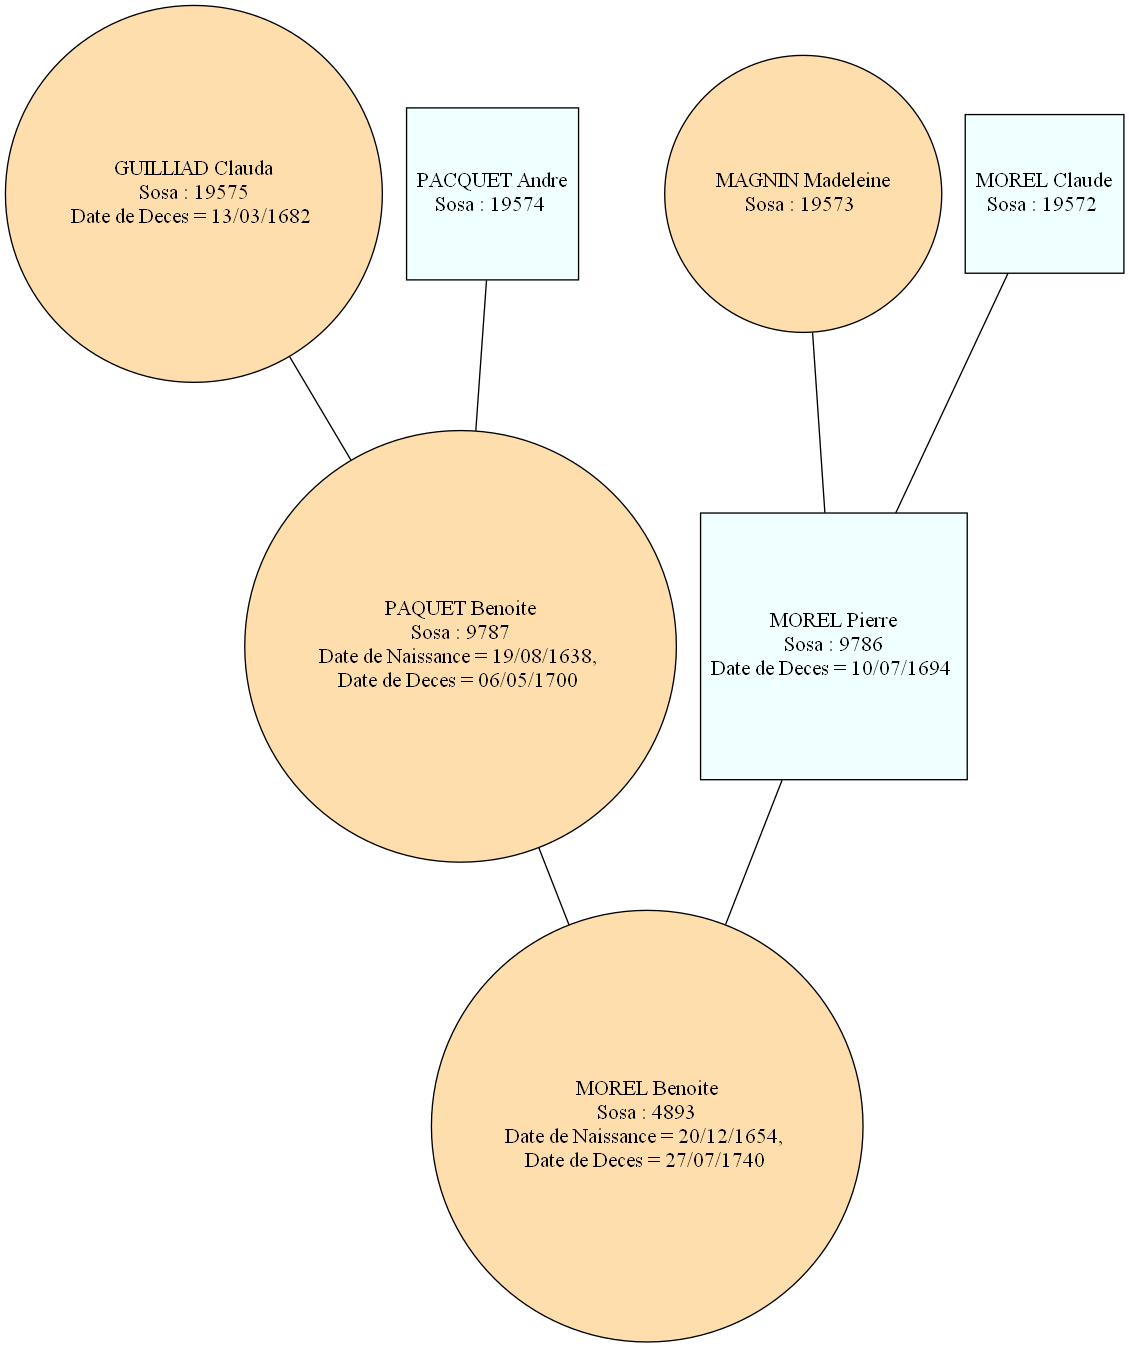 GUILLIAD Clauda
Sosa : 19575
Date de Deces = 13/03/1682
PACQUET Andre
Sosa : 19574
MAGNIN Madeleine
Sosa : 19573
MOREL Claude
Sosa : 19572
PAQUET Benoite
Sosa : 9787
Date de Naissance = 19/08/1638,
Date de Deces = 06/05/1700
MOREL Pierre
Sosa : 9786
Date de Deces = 10/07/1694
MOREL Benoite
Sosa : 4893
Date de Naissance = 20/12/1654,
Date de Deces = 27/07/1740